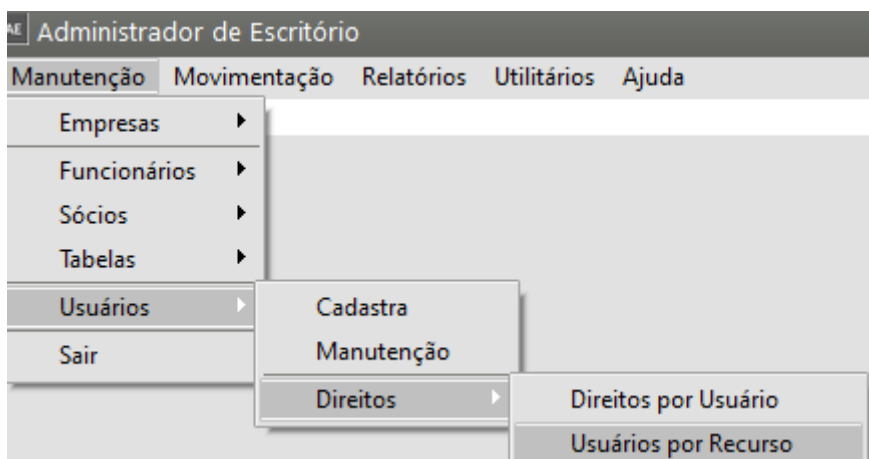 AE Administrador de Escritório
Manutenção Movimentação Relatórios Utilitários Ajuda
Empresas
Funcionários
Sócios
Tabelas
Usuários
Sair
Cadastra
Manutenção
Direitos
Direitos por Usuário
Usuários por Recurso